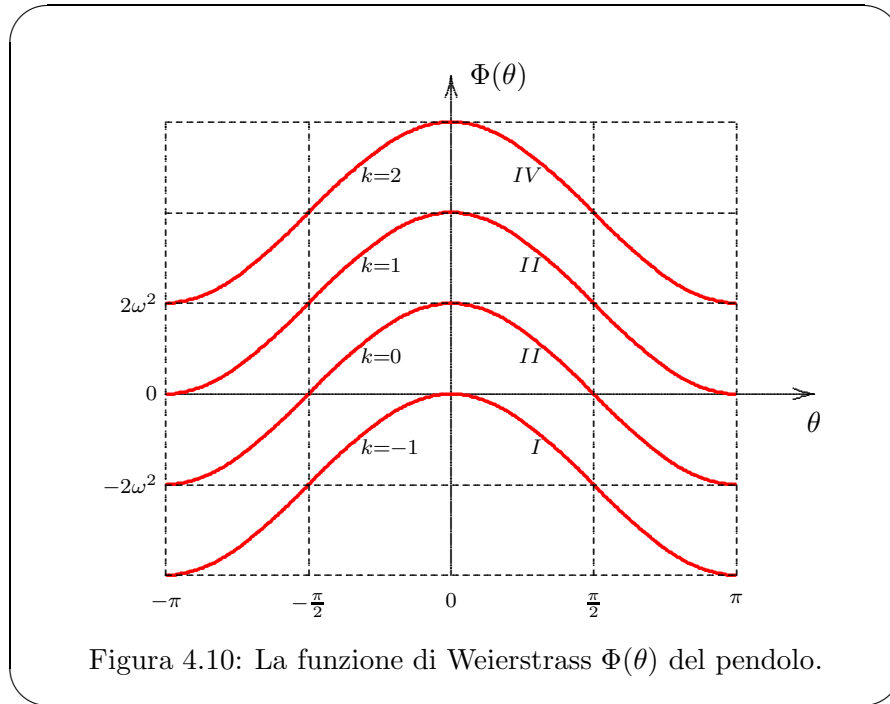 Φ(θ)
k=2 IV
k=1 II
2ω²
k=0 II
0
θ
k=−1 I
−2ω²
−π −π/2 0 π/2 π
Figura 4.10: La funzione di Weierstrass Φ(θ) del pendolo.